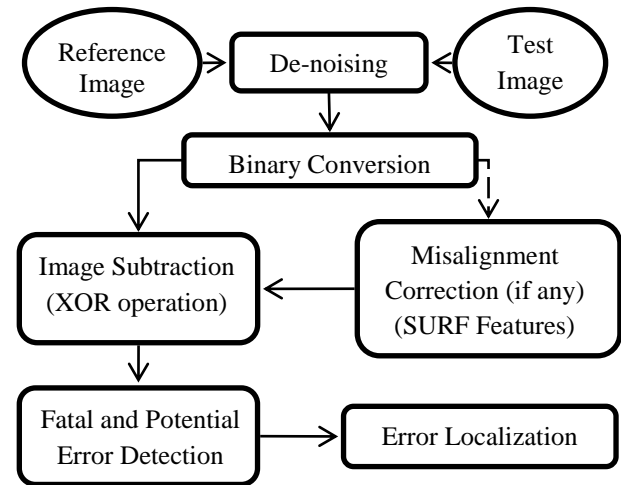 Reference
Image
De-noising
Test
Image
Binary Conversion
Image Subtraction
(XOR operation)
Misalignment
Correction (if any)
(SURF Features)
Fatal and Potential
Error Detection
Error Localization